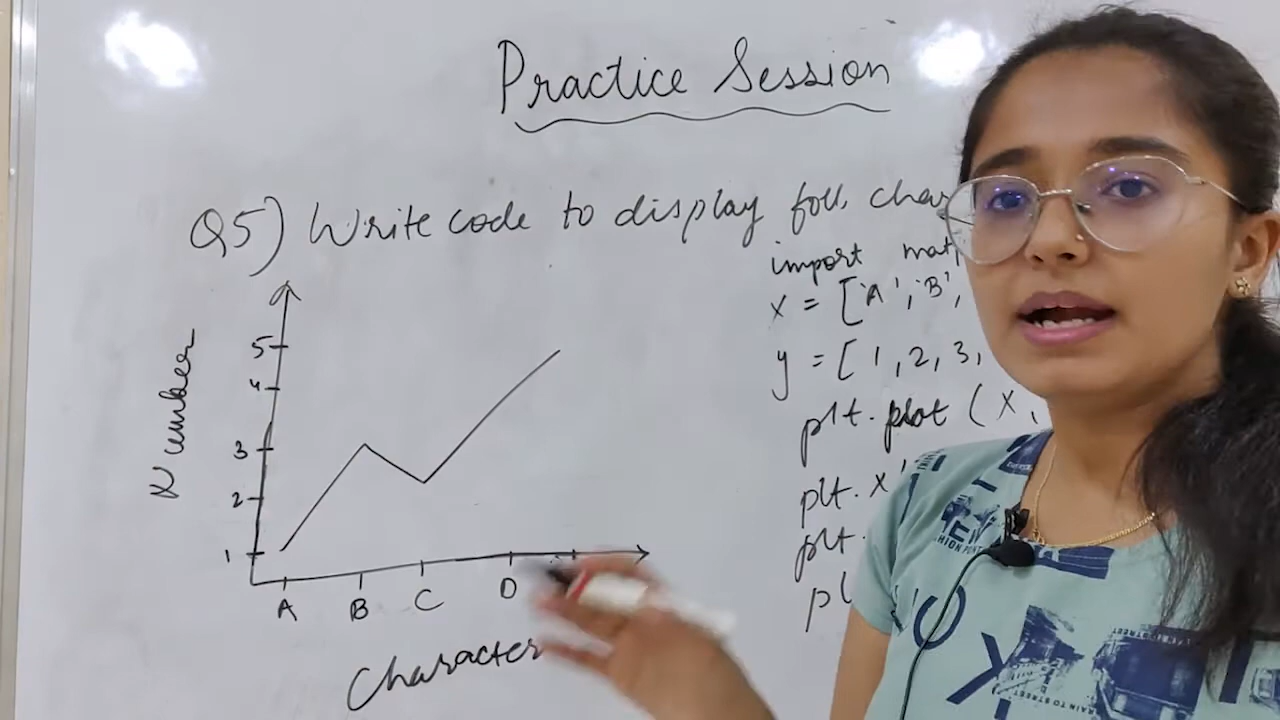 Practice Session
Q5) Write code to display foll. char
import mat
x = ['A', 'B',
y = [1, 2, 3,
plt. plot (x,
plt. x
plt.
pl
Number
5
4
3
2
1
A B C D
Character